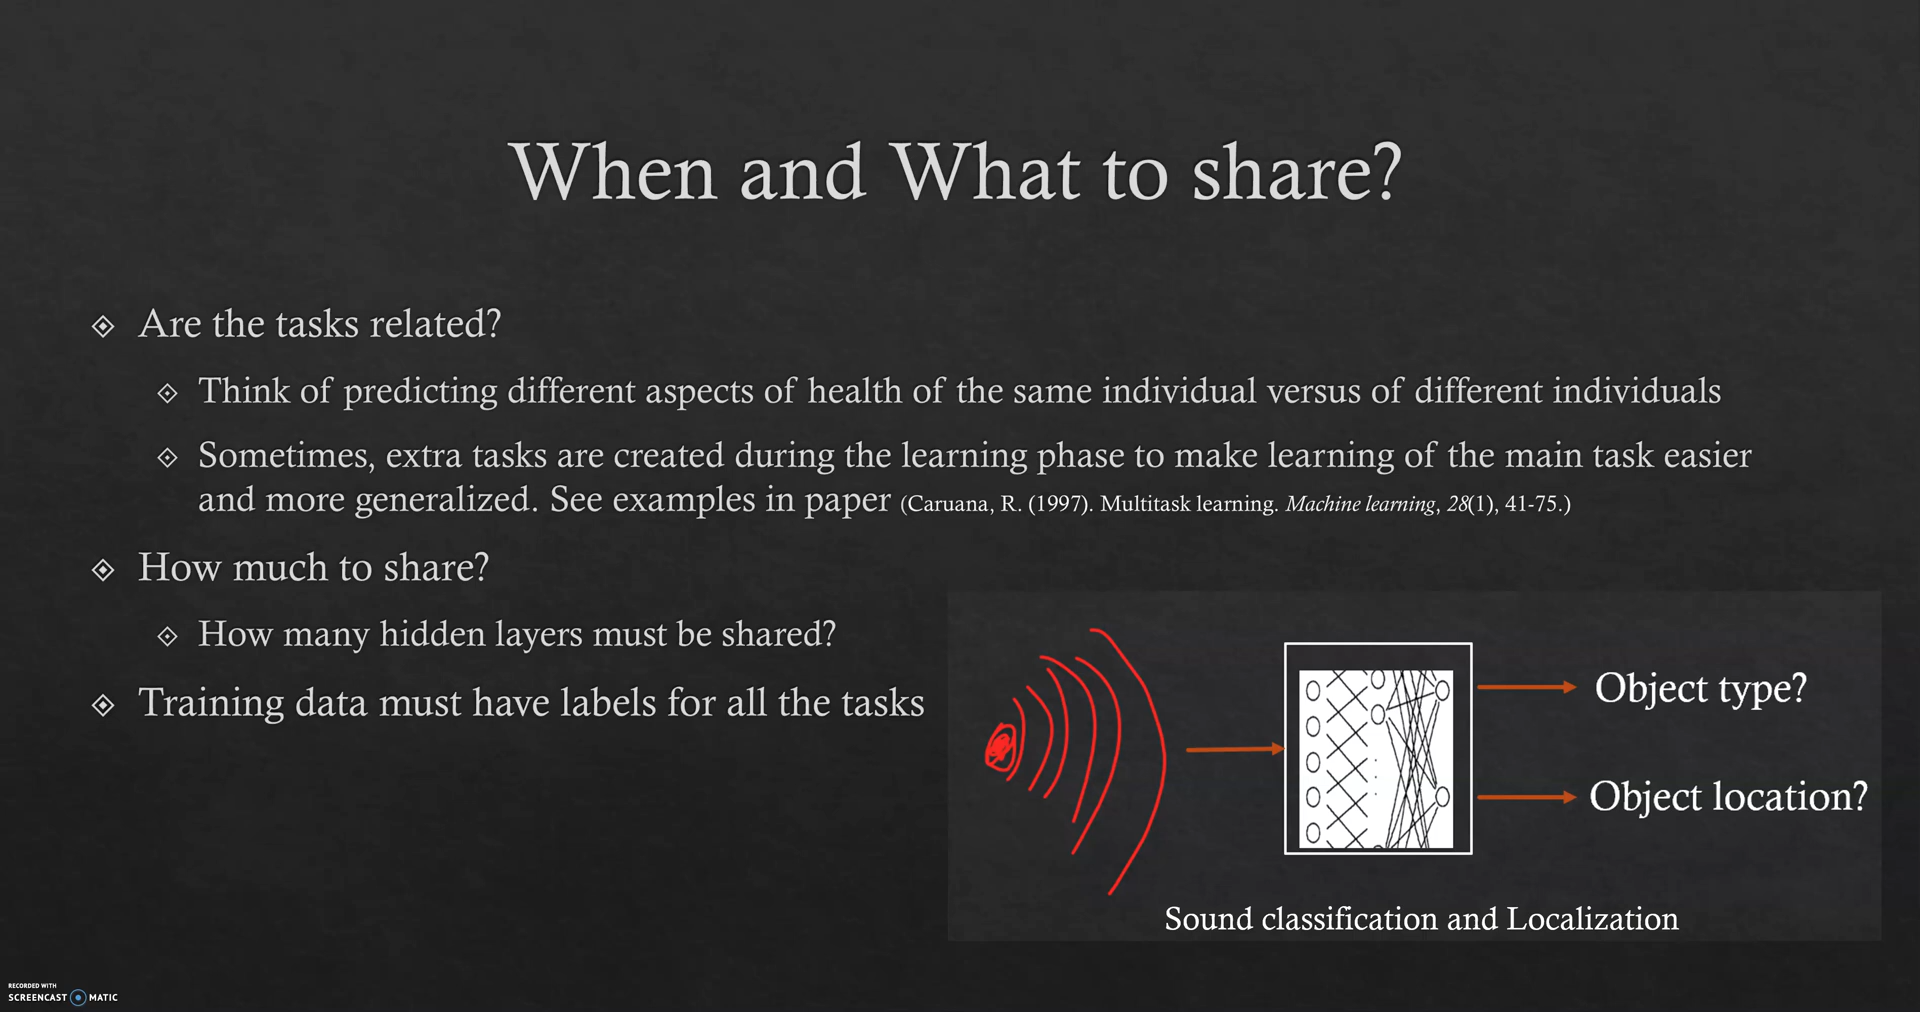 When and What to share?
Are the tasks related?
Think of predicting different aspects of health of the same individual versus of different individuals
Sometimes, extra tasks are created during the learning phase to make learning of the main task easier
and more generalized. See examples in paper (Caruana, R. (1997). Multitask learning. Machine learning, 28(1), 41-75.)
How much to share?
How many hidden layers must be shared?
Training data must have labels for all the tasks
Object type?
Object location?
Sound classification and Localization
RECORDED WITH
SCREENCAST MATIC